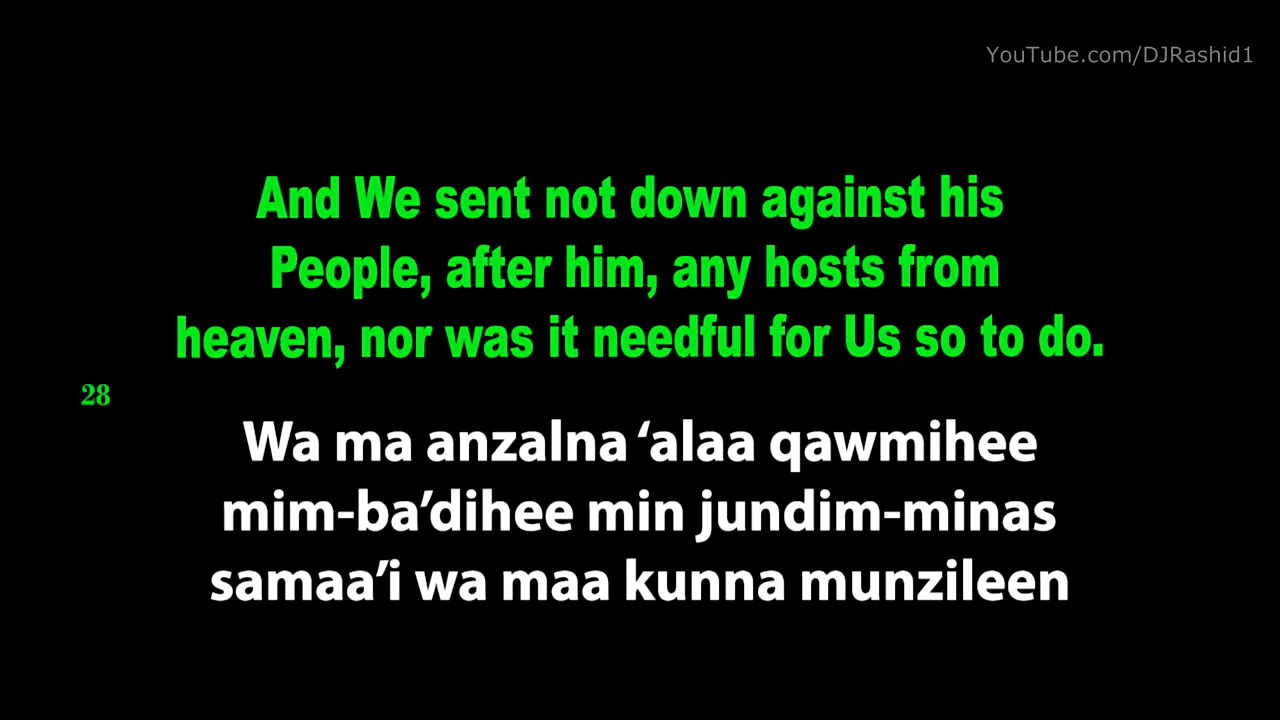 YouTube.com/DJRashid1
And We sent not down against his
People, after him, any hosts from
heaven, nor was it needful for Us so to do.
28
Wa ma anzalna ‘alaa qawmihee
mim-ba’dihee min jundim-minas
samaa’i wa maa kunna munzileen